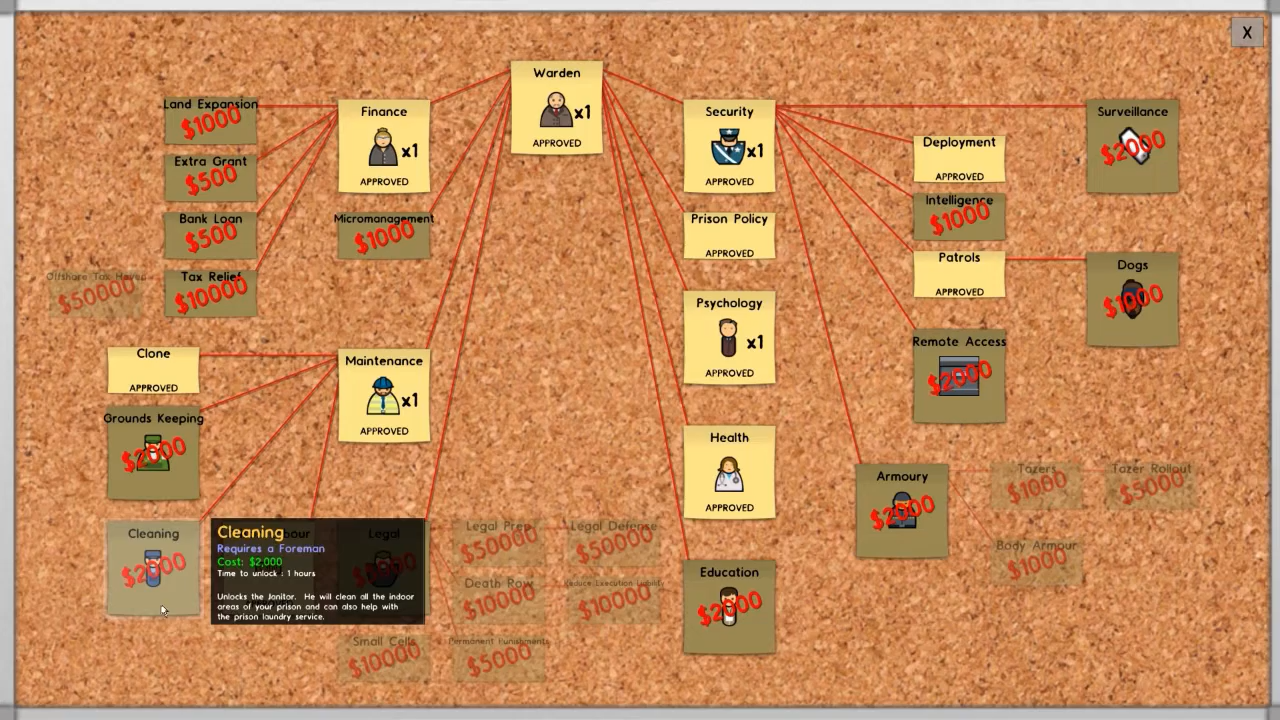 X
Warden
x1
APPROVED
Land Expansion
$1000
Finance
x1
APPROVED
Security
x1
APPROVED
Surveillance
$2000
Deployment
APPROVED
Extra Grant
$500
Intelligence
$1000
Bank Loan
$500
Micromanagement
$1000
Prison Policy
APPROVED
Patrols
APPROVED
Dogs
$1000
Offshore Tax Haven
$50000
Tax Relief
$10000
Psychology
x1
APPROVED
Remote Access
$2000
Clone
APPROVED
Maintenance
x1
APPROVED
Grounds Keeping
$2000
Health
APPROVED
Armoury
$2000
Tazers
$1000
Tazer Rollout
$5000
Body Armour
$1000
Cleaning
$2000
Cleaning
Requires a Foreman
Cost: $2,000
Time to unlock : 1 hours
Unlocks the Janitor. He will clean all the indoor
areas of your prison and can also help with
the prison laundry service.
Legal
Legal Prep
$50000
Legal Defense
$50000
Death Row
$10000
Reduce Execution Liability
$10000
Education
$2000
Small Cells
$10000
Permanent Punishments
$5000